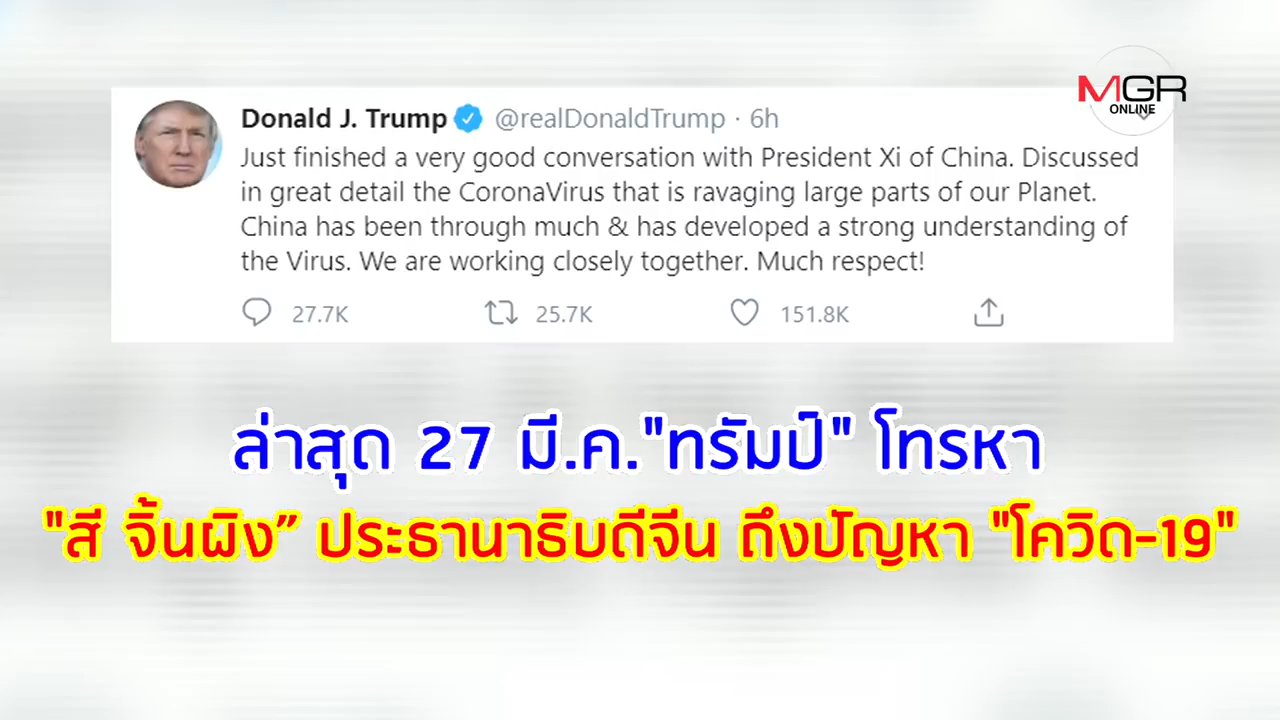 MGR
ONLINE
Donald J. Trump @realDonaldTrump · 6h
Just finished a very good conversation with President Xi of China. Discussed
in great detail the CoronaVirus that is ravaging large parts of our Planet.
China has been through much & has developed a strong understanding of
the Virus. We are working closely together. Much respect!
27.7K 25.7K 151.8K
ล่าสุด 27 มี.ค."ทรัมป์" โทรหา
"สี จิ้นผิง” ประธานาธิบดีจีน ถึงปัญหา "โควิด-19"